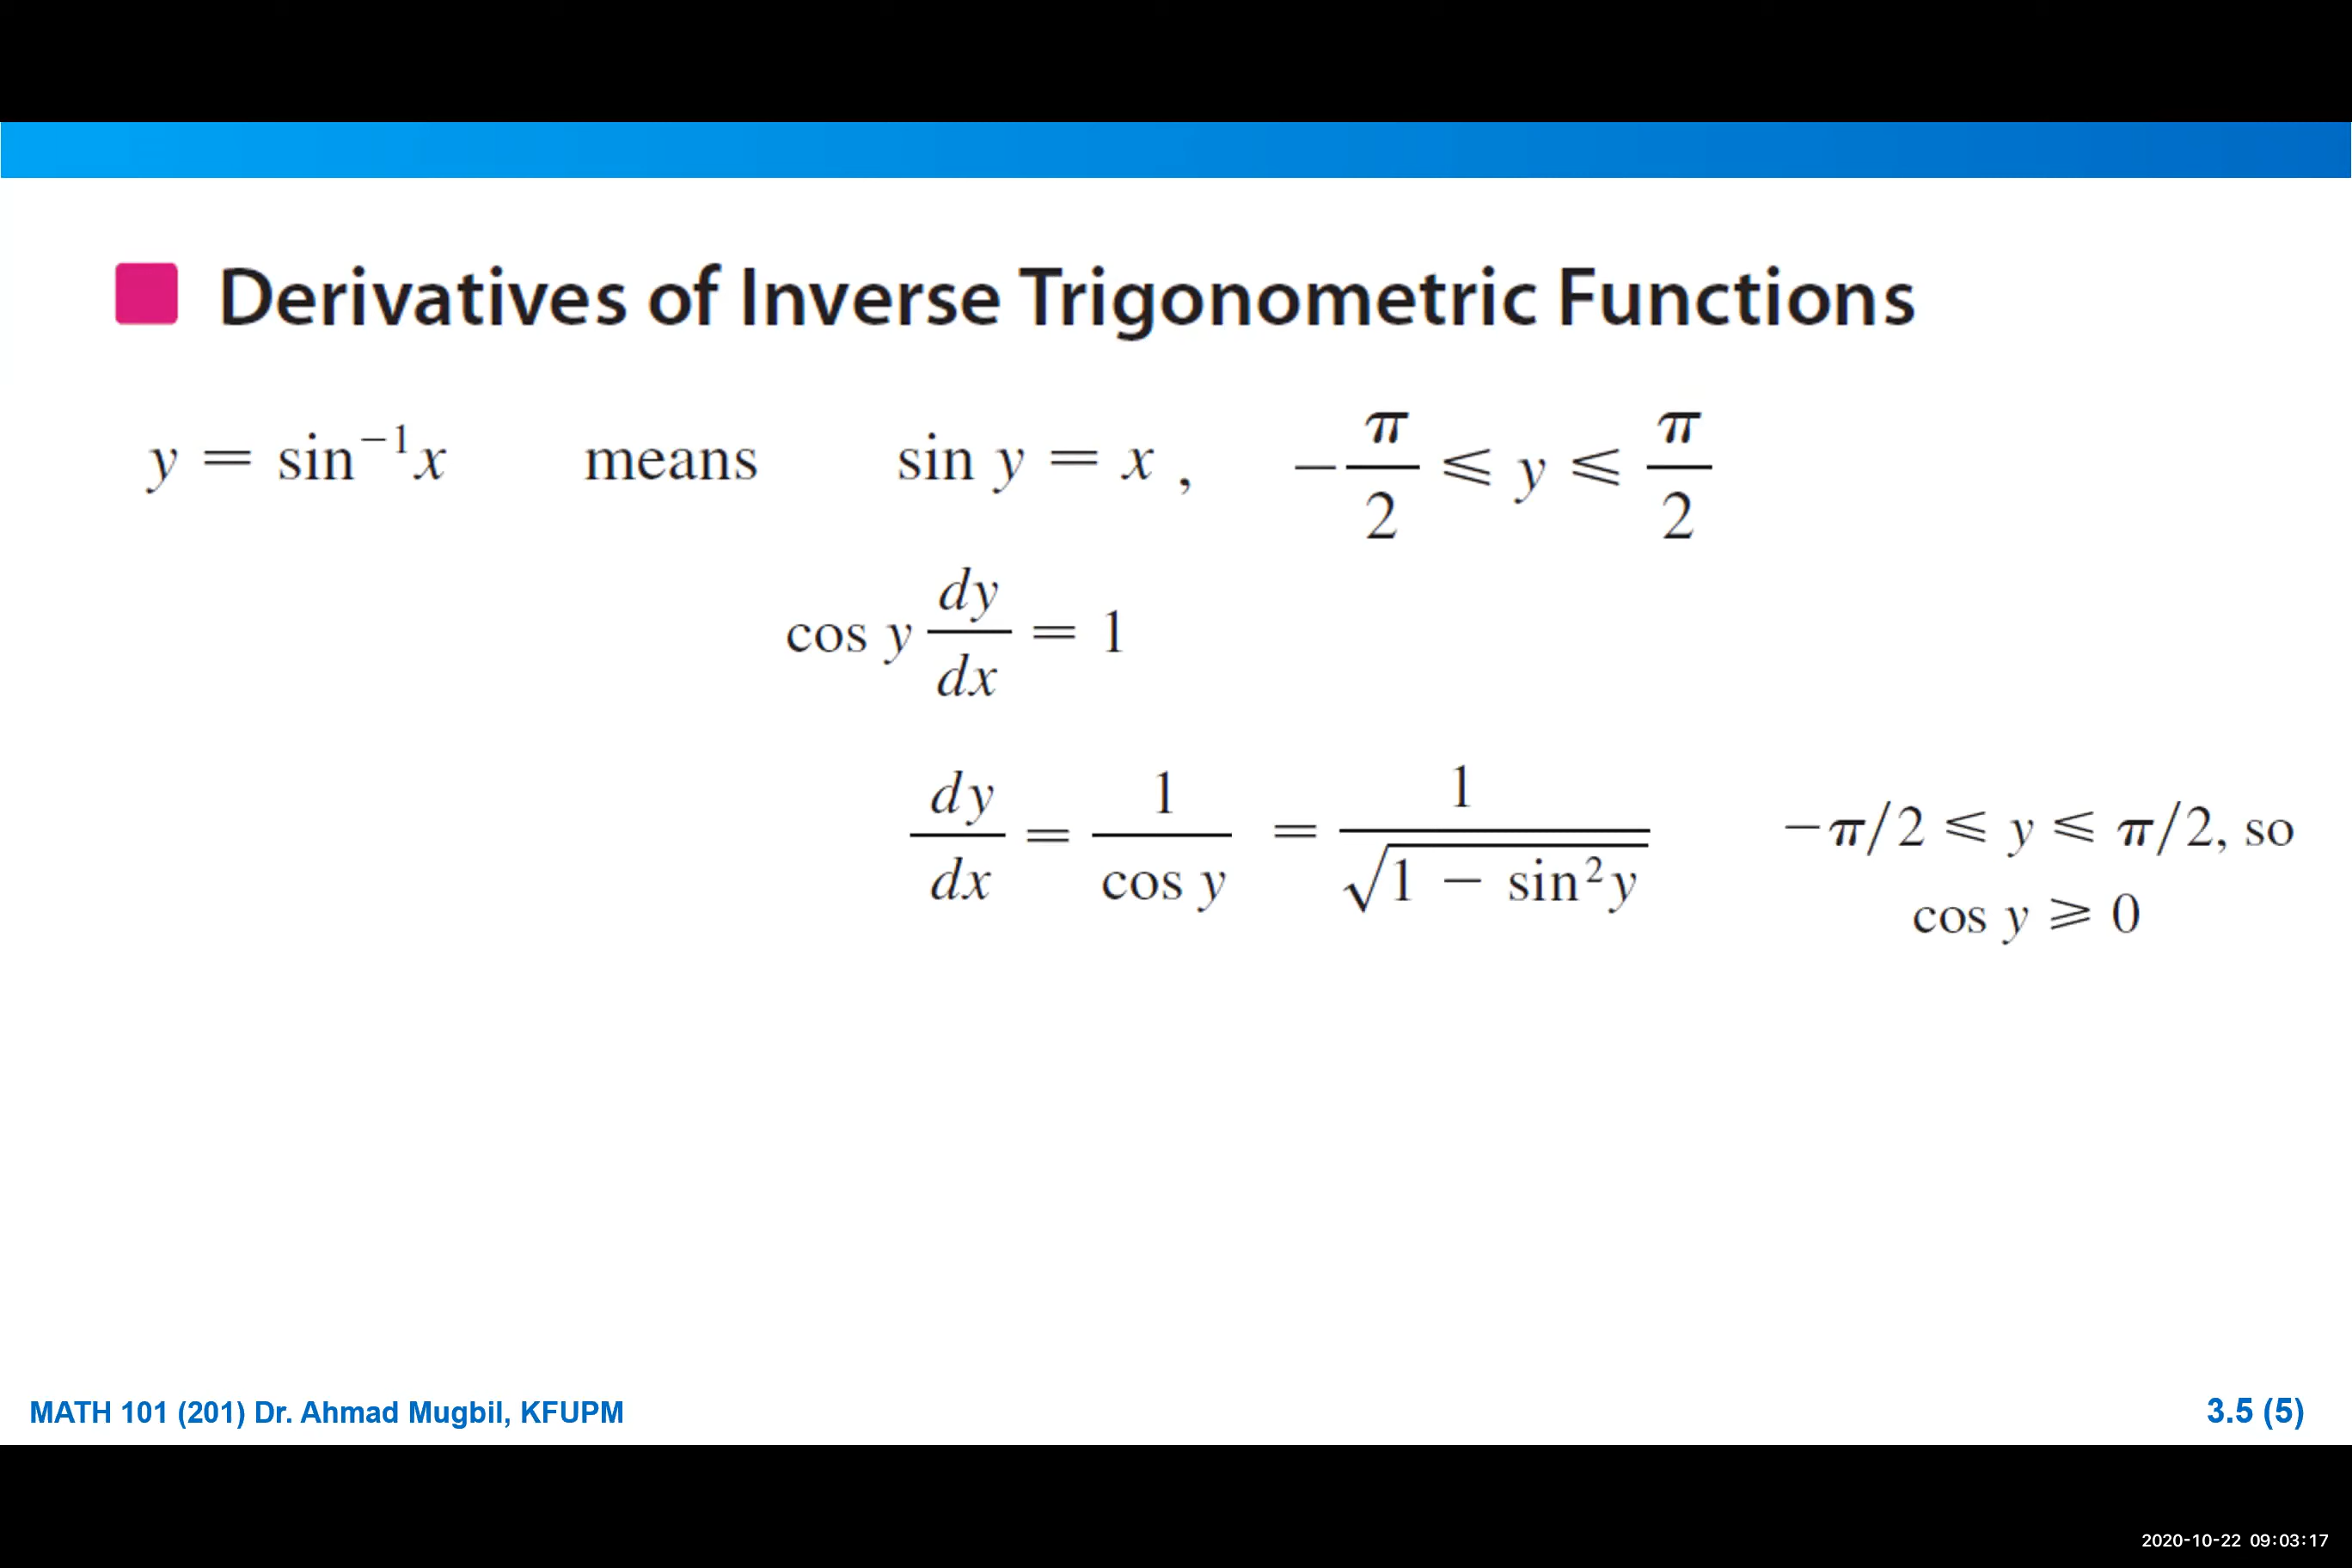 Derivatives of Inverse Trigonometric Functions
y = sin⁻¹x means sin y = x , −π/2 ⩽ y ⩽ π/2
cos y dy/dx = 1
dy/dx = 1/cos y = 1/√(1 − sin²y) −π/2 ⩽ y ⩽ π/2, so
cos y ⩾ 0
MATH 101 (201) Dr. Ahmad Mugbil, KFUPM 3.5 (5)
2020-10-22 09:03:17